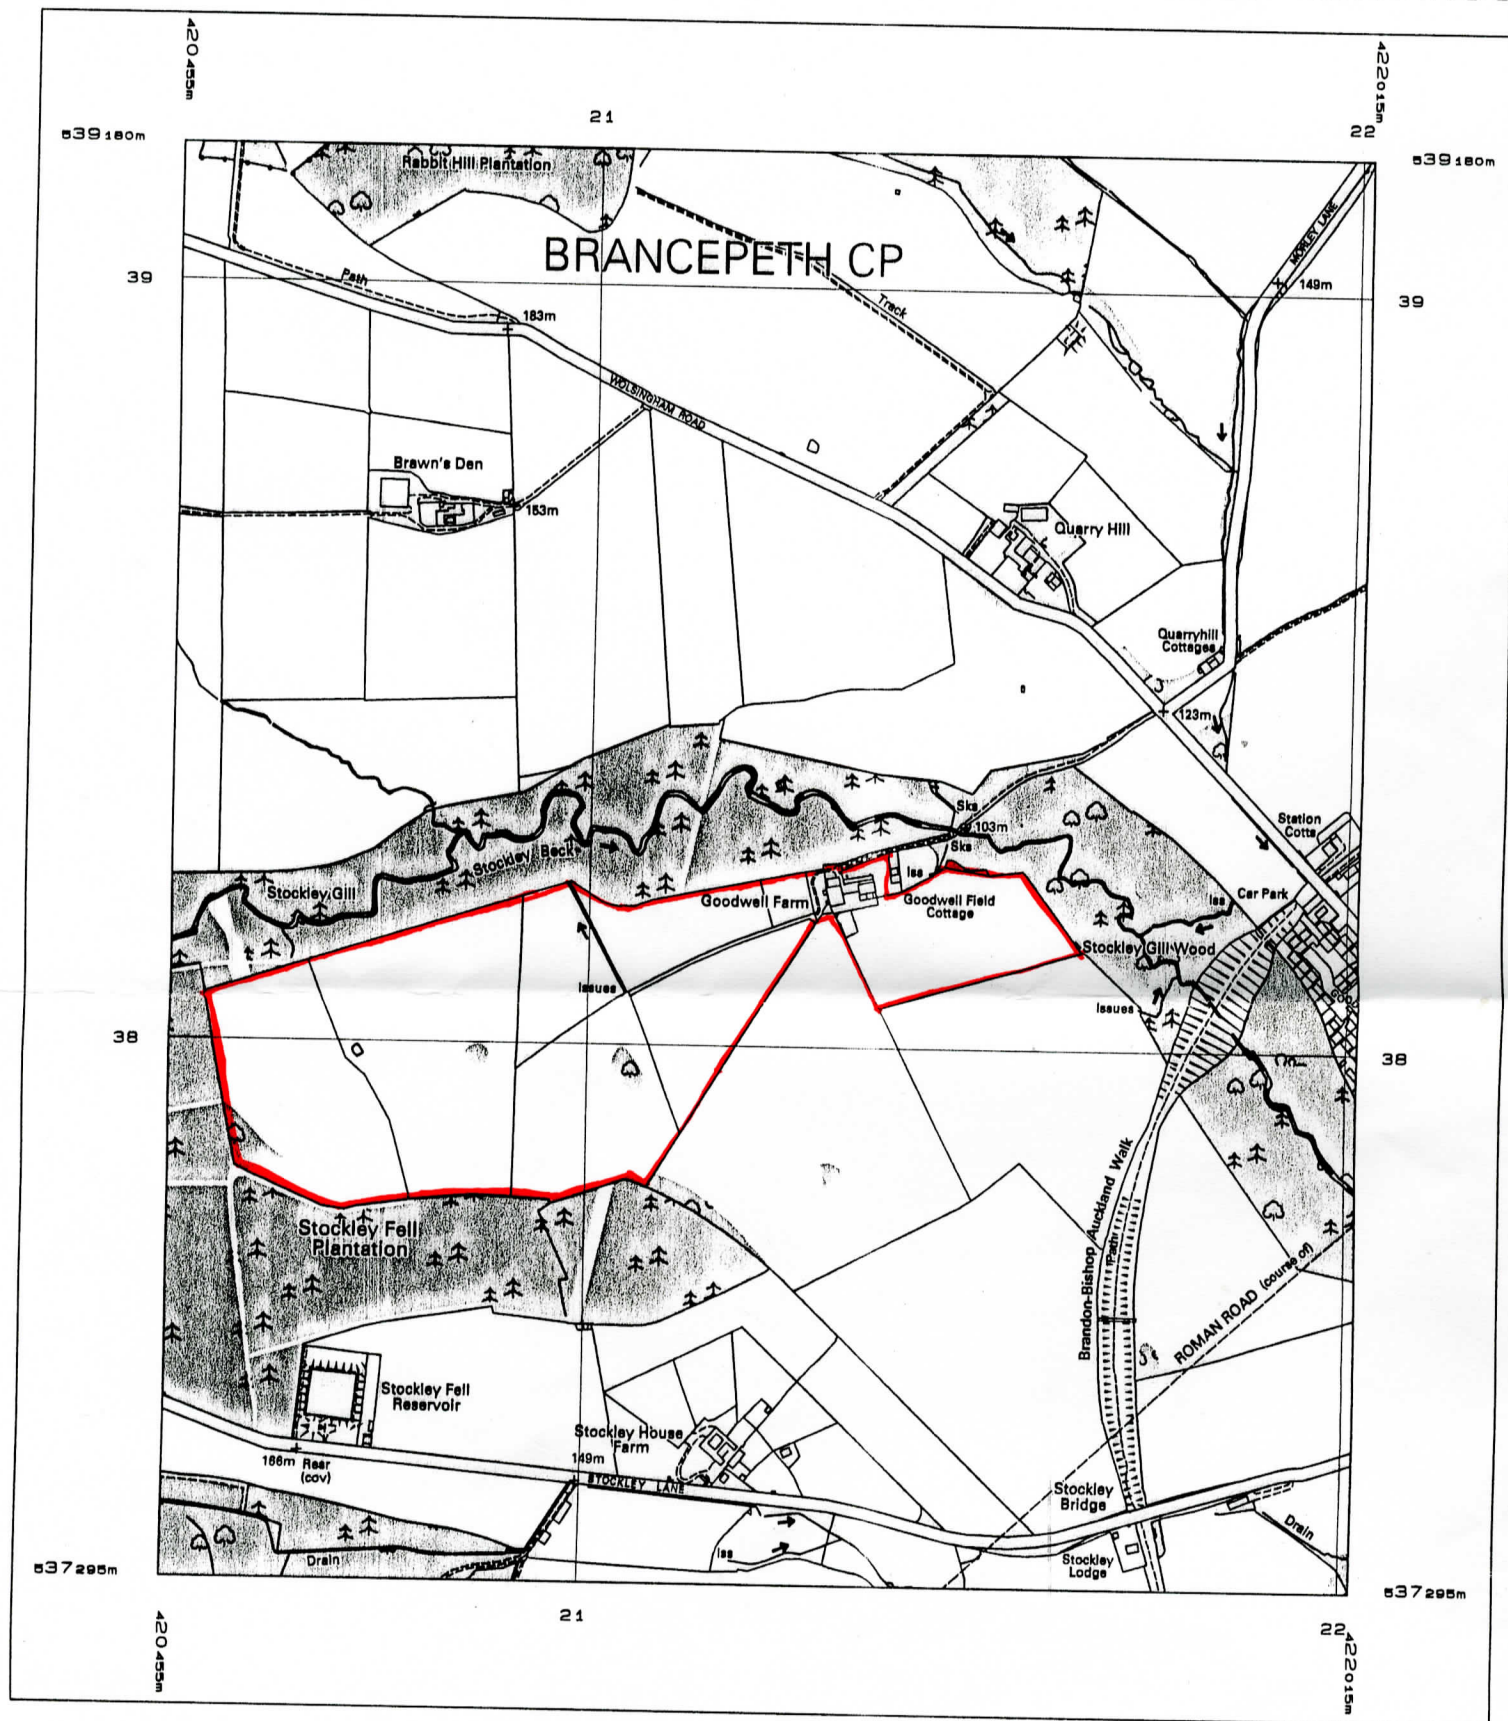 420455m
422015m
21
22
539180m
539180m
Rabbit Hill Plantation
MORLEY LANE
BRANCEPETH CP
39
Path
149m
39
Track
183m
WOLSINGHAM ROAD
Brawn's Den
153m
Quarry Hill
Quarryhill
Cottages
123m
Sks
103m
Station
Cotts
Sks
Stockley Beck
Iss
Stockley Gill
Goodwell Farm
Goodwell Field
Cottage
Iss
Car Park
Stockley Gill Wood
Issues
Issues
38
38
Brandon-Bishop Auckland Walk
Path
Stockley Fell
Plantation
ROMAN ROAD (course of)
Stockley Fell
Reservoir
Stockley House
Farm
166m
Resr
(cov)
149m
STOCKLEY LANE
Stockley
Bridge
Drain
Drain
Iss
Stockley
Lodge
537295m
537295m
21
22
420455m
422015m